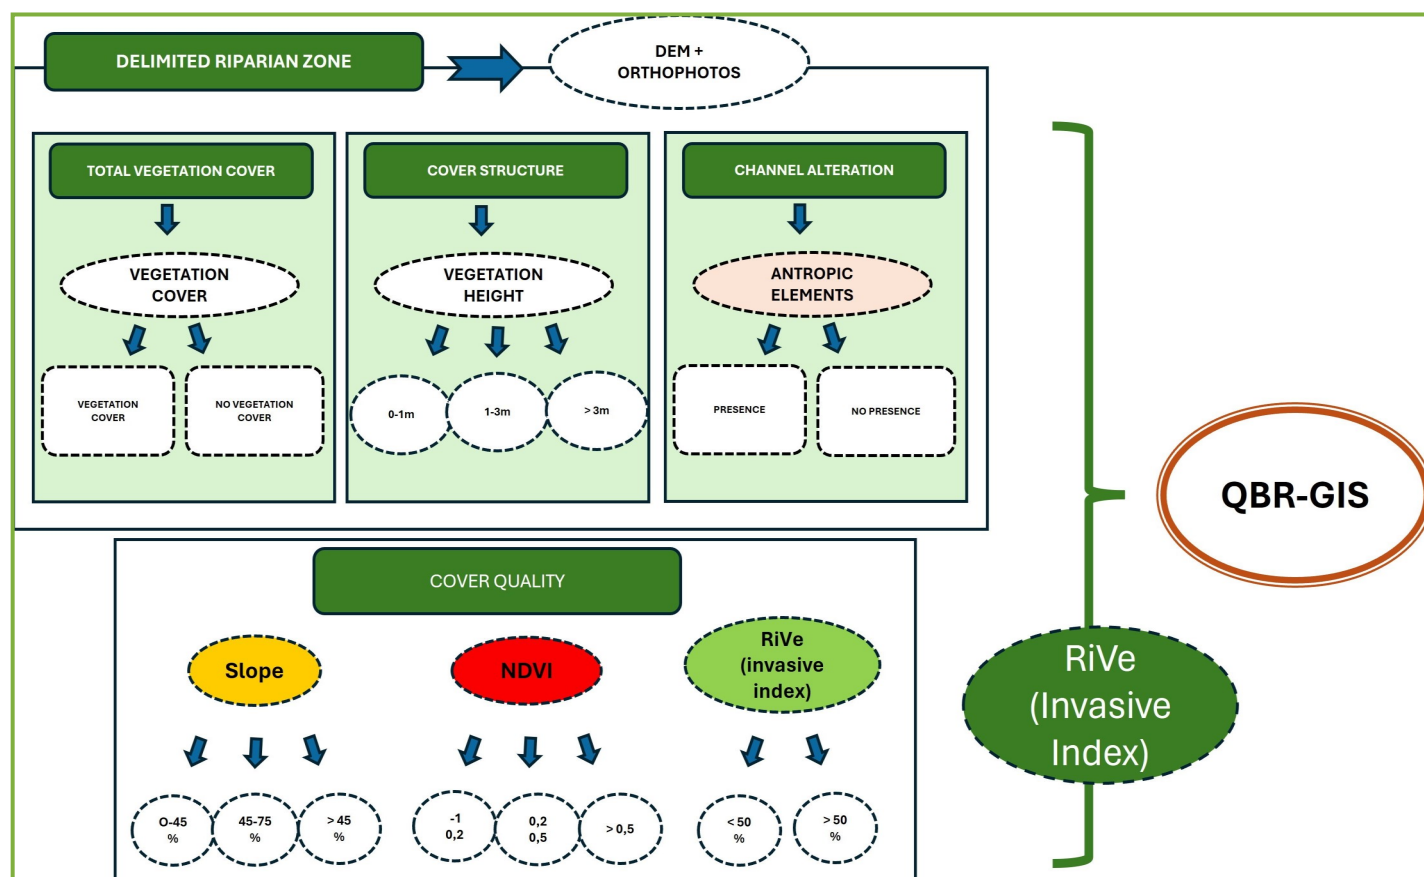 DELIMITED RIPARIAN ZONE
DEM +
ORTHOPHOTOS
TOTAL VEGETATION COVER
VEGETATION
COVER
VEGETATION
COVER
NO VEGETATION
COVER
COVER STRUCTURE
VEGETATION
HEIGHT
0-1m
1-3m
> 3m
CHANNEL ALTERATION
ANTROPIC
ELEMENTS
PRESENCE
NO PRESENCE
COVER QUALITY
Slope
O-45
%
45-75
%
> 45
%
NDVI
-1
0,2
0,2
0,5
> 0,5
RiVe
(invasive
index)
< 50
%
> 50
%
RiVe
(Invasive
Index)
QBR-GIS